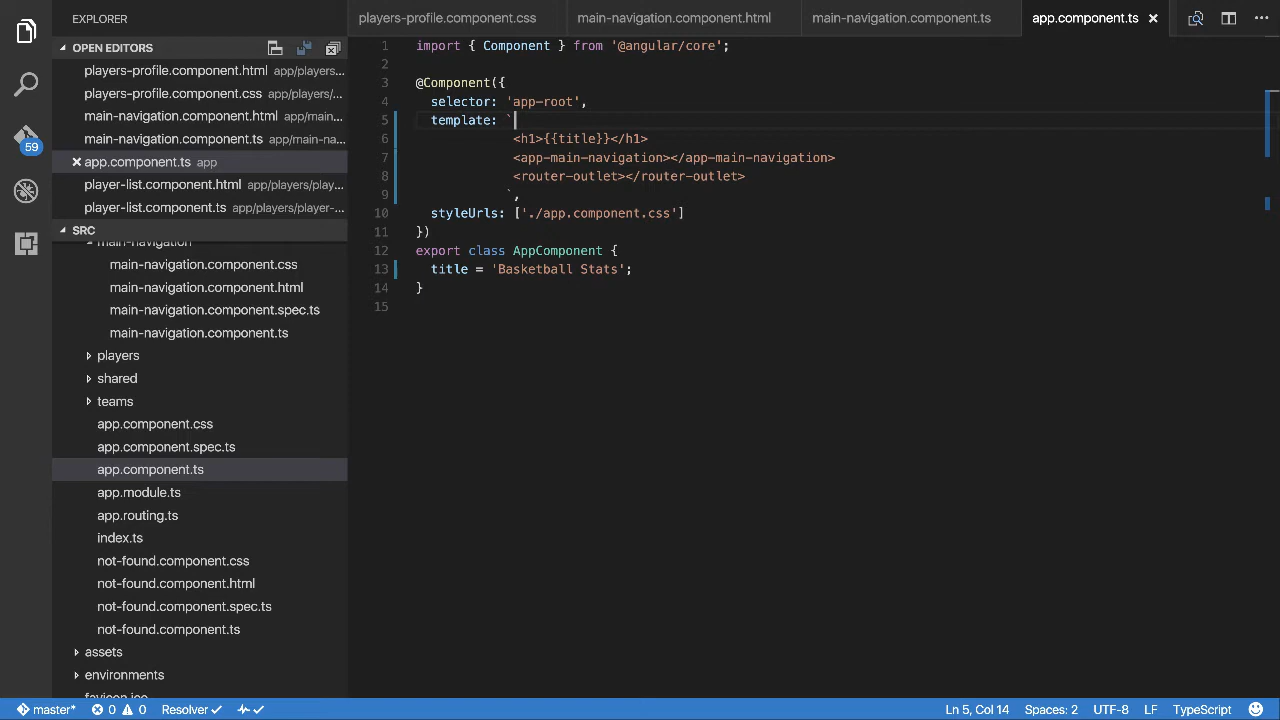 EXPLORER
OPEN EDITORS
players-profile.component.html app/players...
players-profile.component.css app/players/...
main-navigation.component.html app/main...
main-navigation.component.ts app/main-na...
app.component.ts app
player-list.component.html app/players/play...
player-list.component.ts app/players/player-...
SRC
main-navigation
main-navigation.component.css
main-navigation.component.html
main-navigation.component.spec.ts
main-navigation.component.ts
players
shared
teams
app.component.css
app.component.spec.ts
app.component.ts
app.module.ts
app.routing.ts
index.ts
not-found.component.css
not-found.component.html
not-found.component.spec.ts
not-found.component.ts
assets
environments
favicon.ico
59
players-profile.component.css main-navigation.component.html main-navigation.component.ts app.component.ts
1 import { Component } from '@angular/core';
2
3 @Component({
4 selector: 'app-root',
5 template: `
6 <h1>{{title}}</h1>
7 <app-main-navigation></app-main-navigation>
8 <router-outlet></router-outlet>
9 `,
10 styleUrls: ['./app.component.css']
11 })
12 export class AppComponent {
13 title = 'Basketball Stats';
14 }
15
master* 0 0 Resolver Ln 5, Col 14 Spaces: 2 UTF-8 LF TypeScript